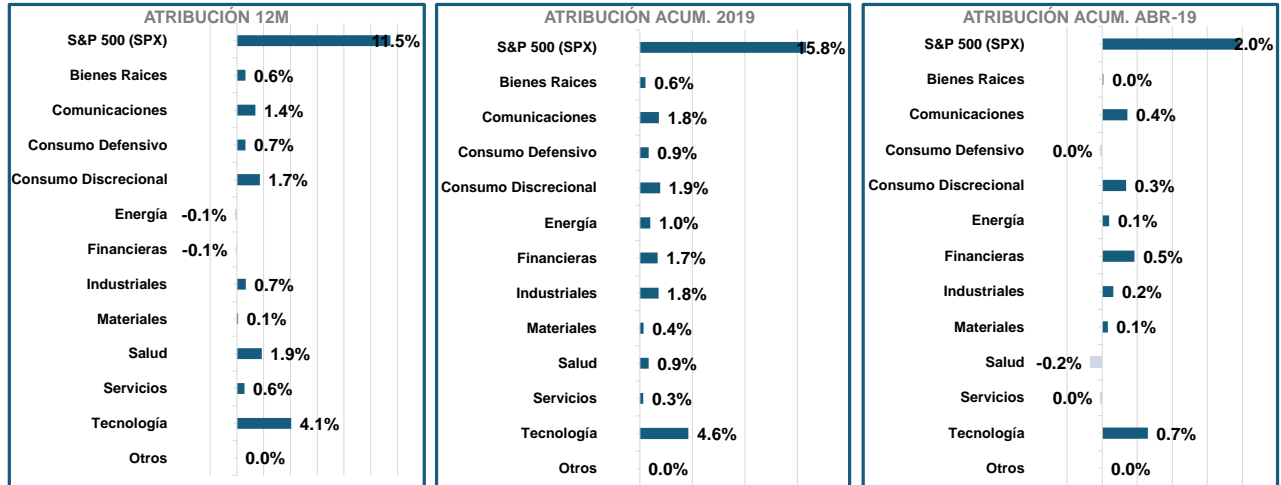 ATRIBUCIÓN 12M
S&P 500 (SPX) 11.5%
Bienes Raices 0.6%
Comunicaciones 1.4%
Consumo Defensivo 0.7%
Consumo Discrecional 1.7%
Energía -0.1%
Financieras -0.1%
Industriales 0.7%
Materiales 0.1%
Salud 1.9%
Servicios 0.6%
Tecnología 4.1%
Otros 0.0%
ATRIBUCIÓN ACUM. 2019
S&P 500 (SPX) 15.8%
Bienes Raices 0.6%
Comunicaciones 1.8%
Consumo Defensivo 0.9%
Consumo Discrecional 1.9%
Energía 1.0%
Financieras 1.7%
Industriales 1.8%
Materiales 0.4%
Salud 0.9%
Servicios 0.3%
Tecnología 4.6%
Otros 0.0%
ATRIBUCIÓN ACUM. ABR-19
S&P 500 (SPX) 2.0%
Bienes Raices 0.0%
Comunicaciones 0.4%
Consumo Defensivo 0.0%
Consumo Discrecional 0.3%
Energía 0.1%
Financieras 0.5%
Industriales 0.2%
Materiales 0.1%
Salud -0.2%
Servicios 0.0%
Tecnología 0.7%
Otros 0.0%